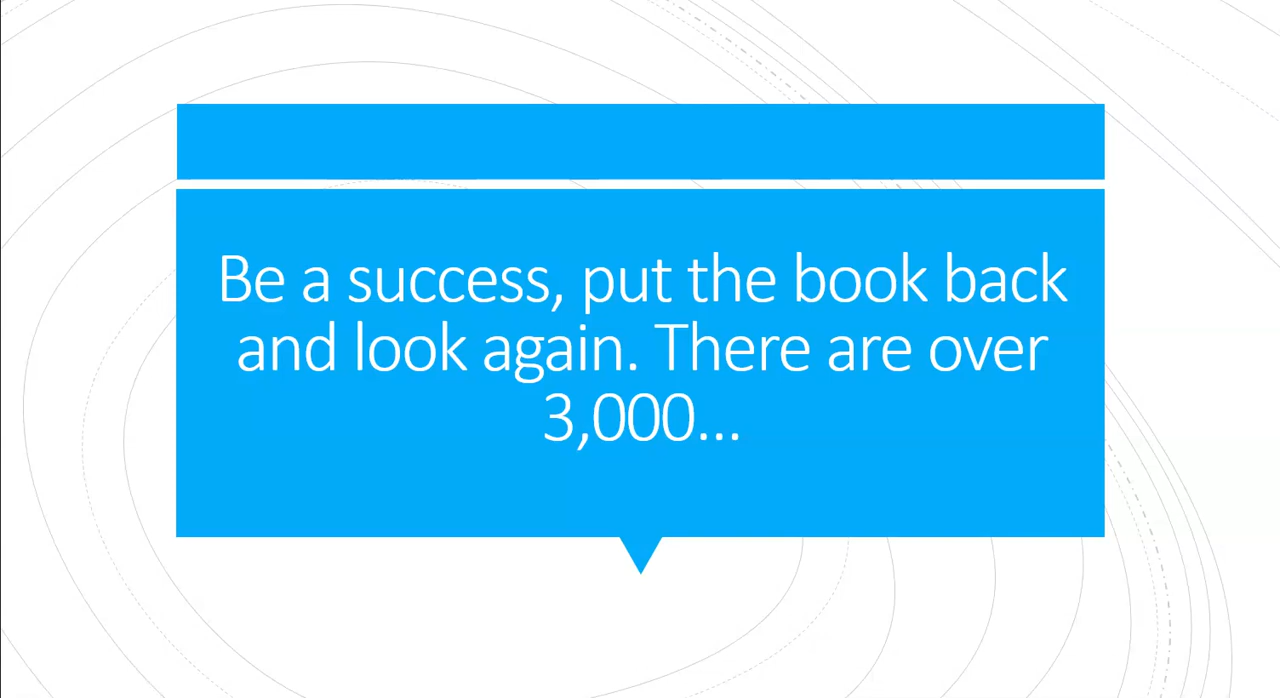 Be a success, put the book back
and look again. There are over
3,000...